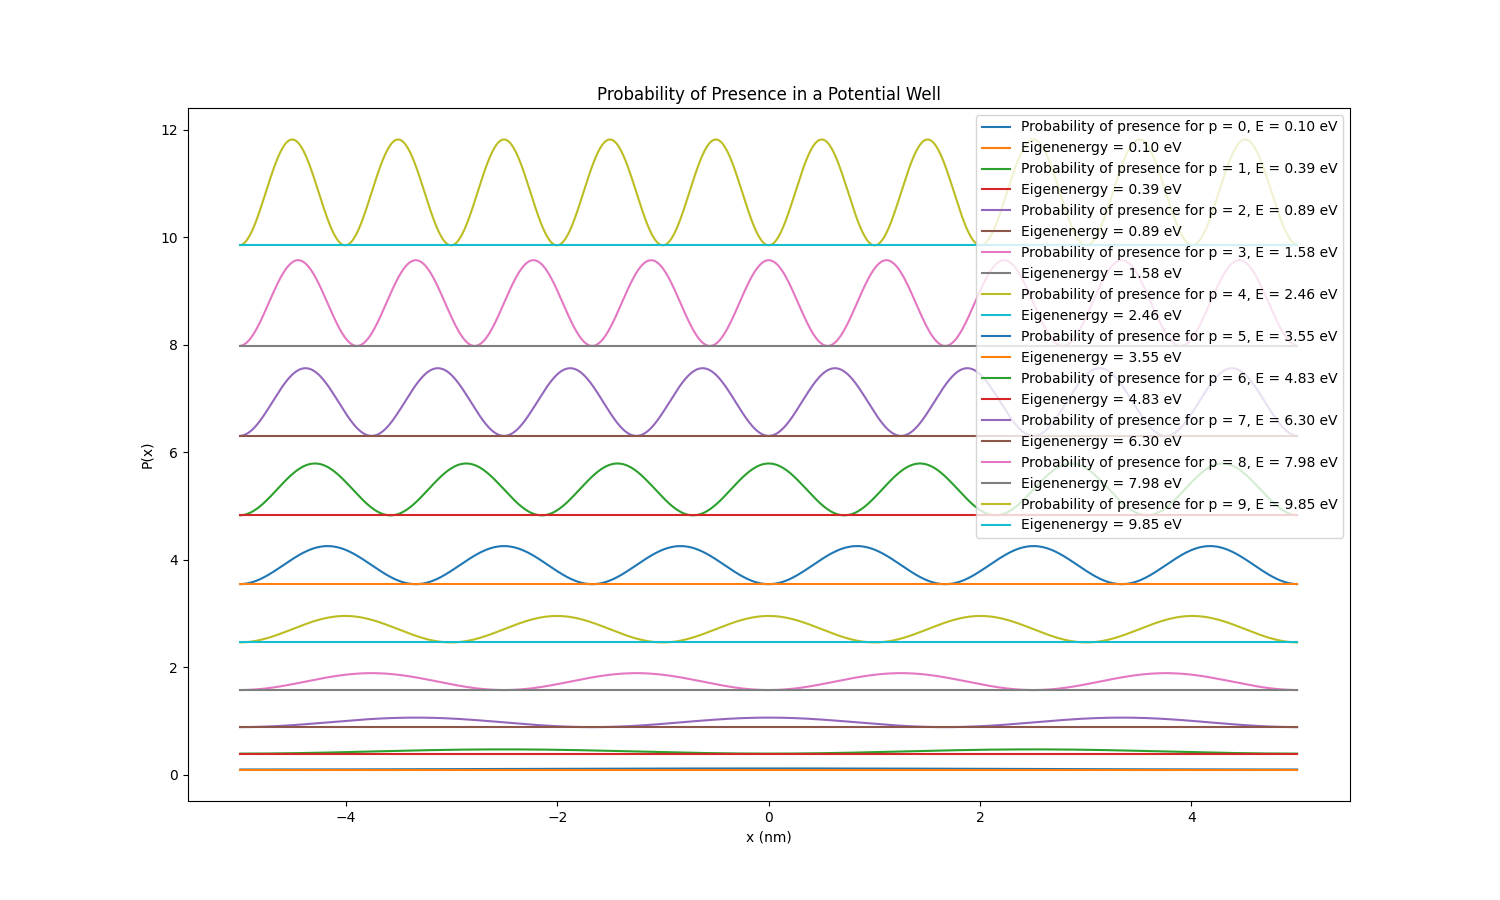 Probability of Presence in a Potential Well
12
10
8
6
4
2
0
P(x)
Probability of presence for p = 0, E = 0.10 eV
Eigenenergy = 0.10 eV
Probability of presence for p = 1, E = 0.39 eV
Eigenenergy = 0.39 eV
Probability of presence for p = 2, E = 0.89 eV
Eigenenergy = 0.89 eV
Probability of presence for p = 3, E = 1.58 eV
Eigenenergy = 1.58 eV
Probability of presence for p = 4, E = 2.46 eV
Eigenenergy = 2.46 eV
Probability of presence for p = 5, E = 3.55 eV
Eigenenergy = 3.55 eV
Probability of presence for p = 6, E = 4.83 eV
Eigenenergy = 4.83 eV
Probability of presence for p = 7, E = 6.30 eV
Eigenenergy = 6.30 eV
Probability of presence for p = 8, E = 7.98 eV
Eigenenergy = 7.98 eV
Probability of presence for p = 9, E = 9.85 eV
Eigenenergy = 9.85 eV
−4 −2 0 2 4
x (nm)